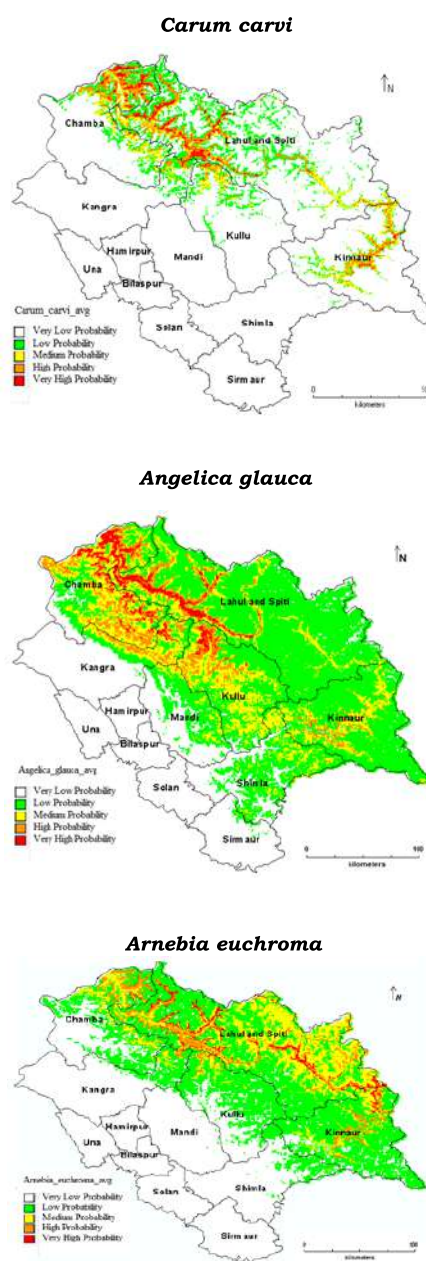 Carum carvi
N
Chamba
Lahul and Spiti
Kangra
Kullu
Hamirpur
Mandi
Kinnaur
Una
Bilaspur
Carum_carvi_avg
Solan
Shimla
Very Low Probability
Low Probability
Medium Probability
High Probability
Very High Probability
Sirmaur
0
kilometers
Angelica glauca
N
Chamba
Lahul and Spiti
Kangra
Kullu
Hamirpur
Kinnaur
Una
Mandi
Bilaspur
Angelica_glauca_avg
Solan
Shimla
Very Low Probability
Low Probability
Medium Probability
High Probability
Very High Probability
Sirmaur
0 100
kilometers
Arnebia euchroma
N
Chamba
Lahul and Spiti
Kangra
Kullu
Hamirpur
Mandi
Kinnaur
Una
Bilaspur
Arnebia_euchroma_avg
Solan
Shimla
Very Low Probability
Low Probability
Medium Probability
High Probability
Very High Probability
Sirmaur
0 100
kilometers